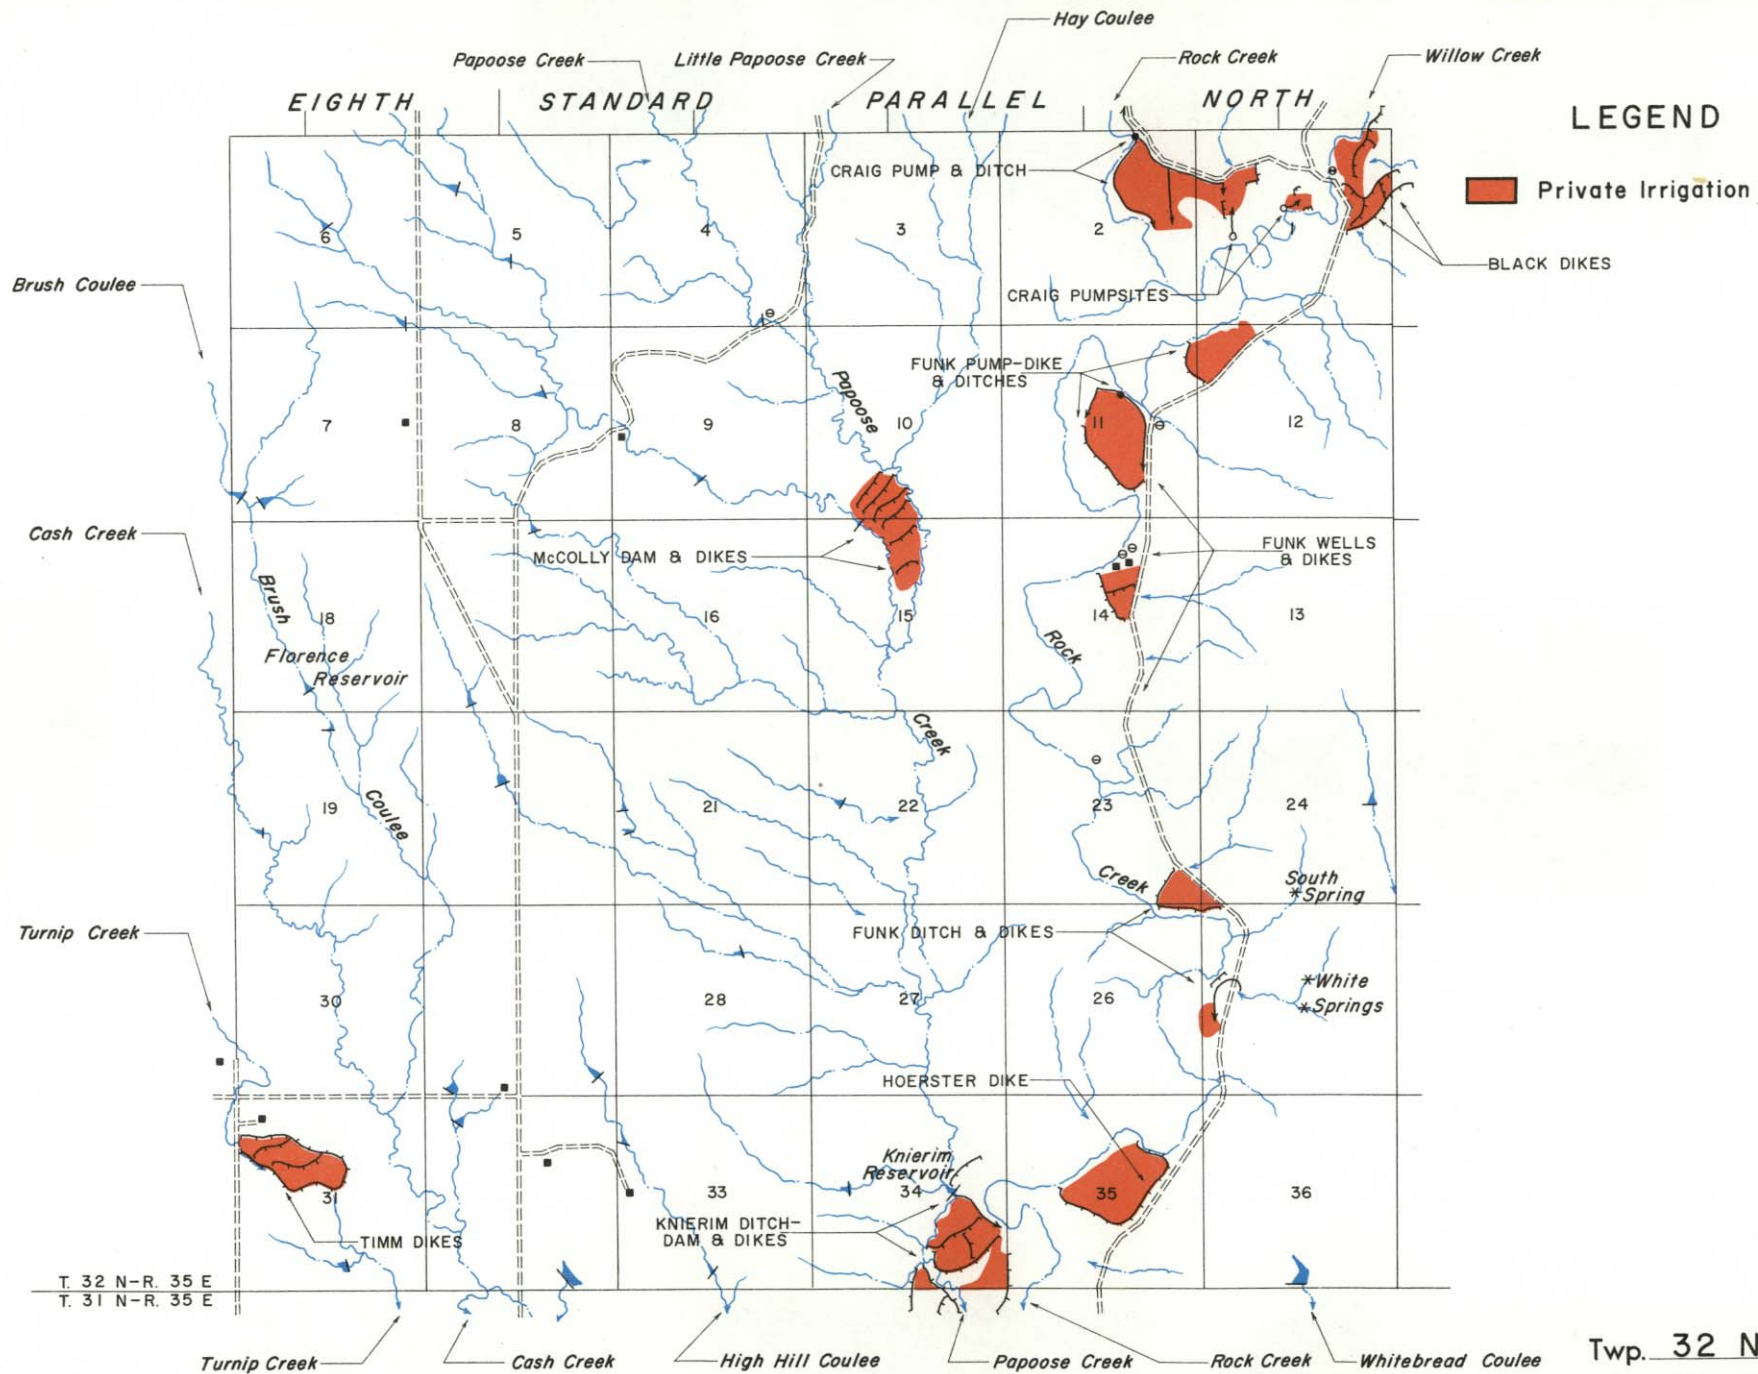 Hay Coulee
Papoose Creek
Little Papoose Creek
Rock Creek
Willow Creek
EIGHTH STANDARD PARALLEL NORTH
LEGEND
Private Irrigation
CRAIG PUMP & DITCH
6 5 4 3 2 1
BLACK DIKES
Brush Coulee
CRAIG PUMPSITES
FUNK PUMP-DIKE
& DITCHES
Papoose
7 8 9 10 11 12
Cash Creek
McCOLLY DAM & DIKES
FUNK WELLS
& DIKES
Brush
18 16 15 14 13
Rock
Florence
Reservoir
Creek
19 21 22 23 24
Coulee
Creek
South
Spring
Turnip Creek
FUNK DITCH & DIKES
White
Springs
30 28 27 26
HOERSTER DIKE
Knierim
Reservoir
31 33 34 35 36
KNIERIM DITCH-
DAM & DIKES
TIMM DIKES
T. 32 N-R. 35 E
T. 31 N-R. 35 E
Twp. 32 N
Turnip Creek
Cash Creek
High Hill Coulee
Papoose Creek
Rock Creek
Whitebread Coulee